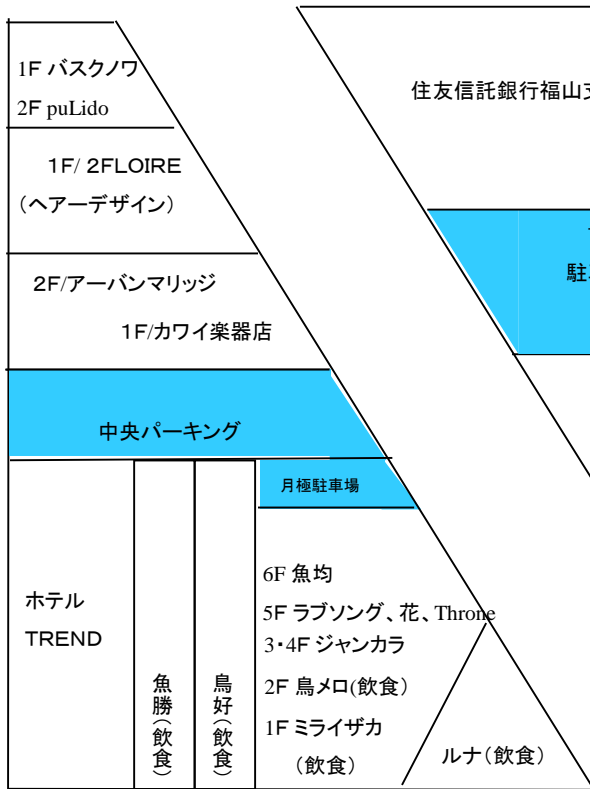 1F バスクノワ
2F puLido
住友信託銀行福山支
1F/ 2FLOIRE
(ヘアーデザイン)
2F/アーバンマリッジ
1F/カワイ楽器店
駐
中央パーキング
月極駐車場
ホテル
TREND
魚勝(飲食)
鳥好(飲食)
6F 魚均
5F ラブソング、花、Throne
3・4F ジャンカラ
2F 鳥メロ(飲食)
1F ミライザカ
(飲食)
ルナ(飲食)